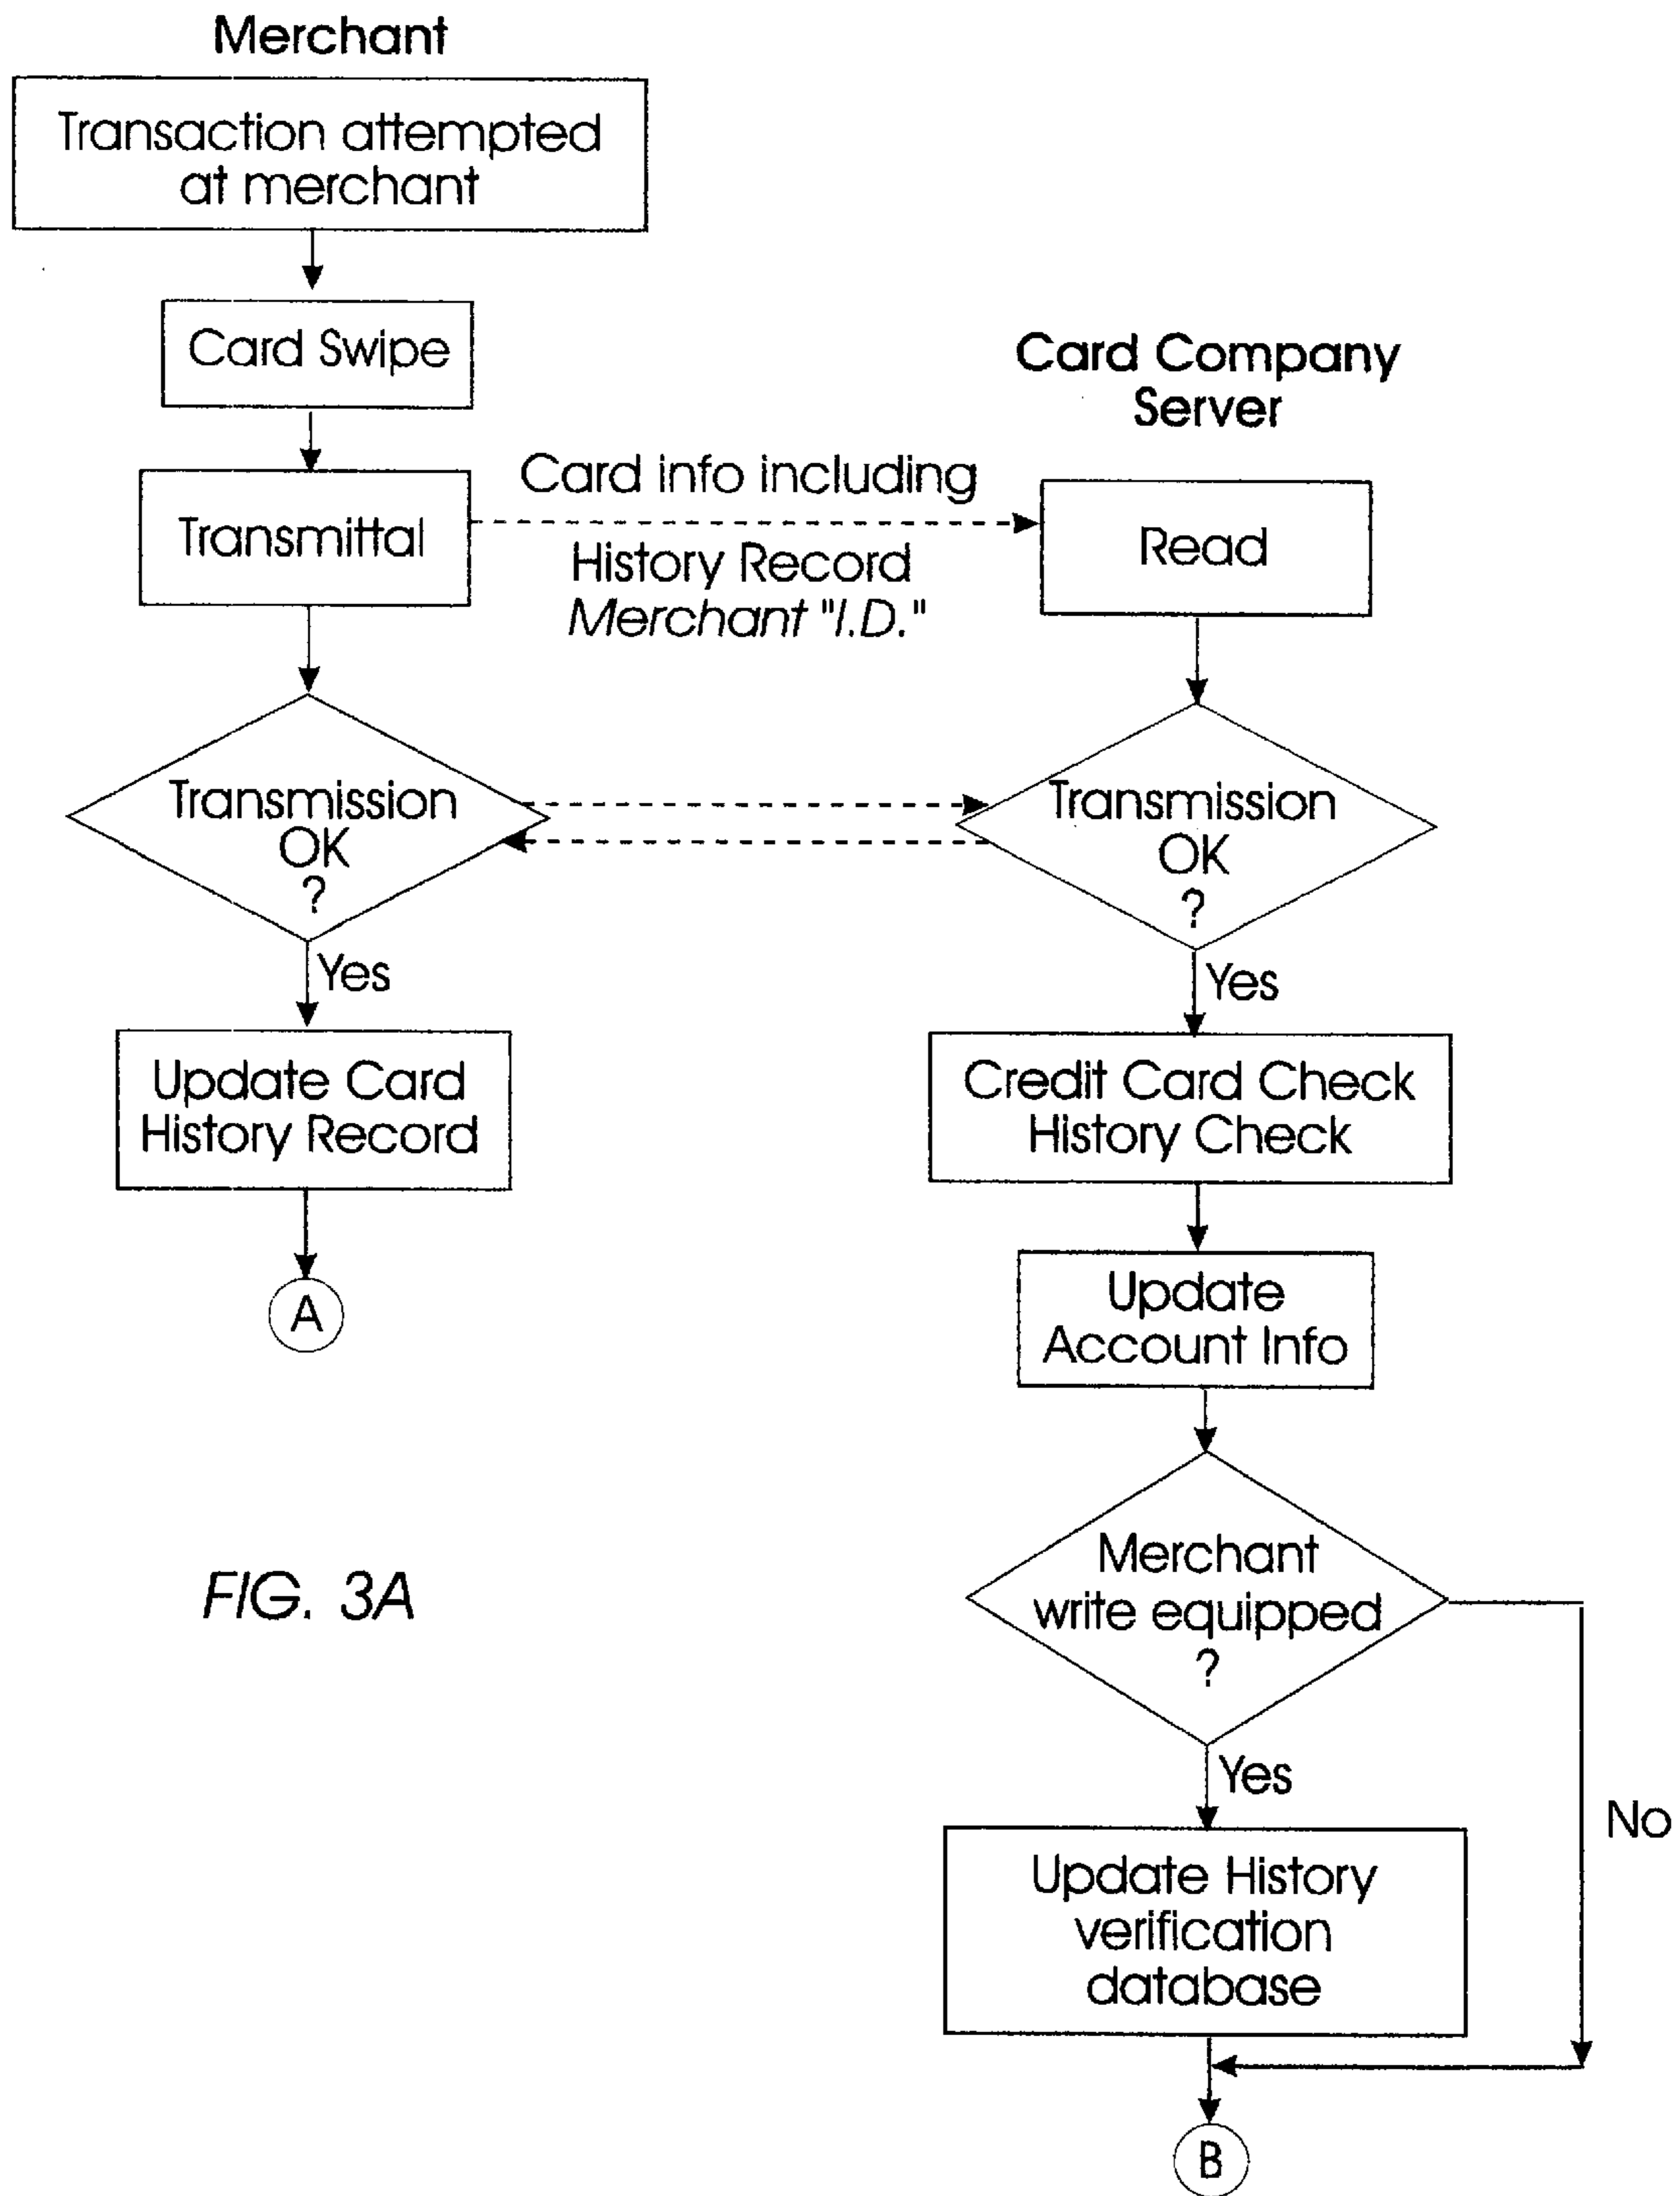 Merchant
Transaction attempted
at merchant
Card Swipe
Card Company
Server
Transmittal
Card info including
History Record
Merchant "I.D."
Read
Transmission
OK
?
Transmission
OK
?
Yes
Yes
Update Card
History Record
Credit Card Check
History Check
A
Update
Account Info
Merchant
write equipped
?
FIG. 3A
Yes
No
Update History
verification
database
B